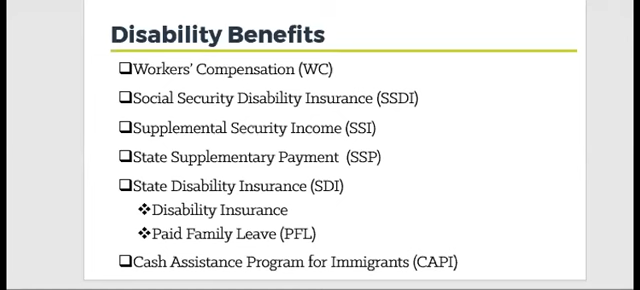 Disability Benefits
❑Workers' Compensation (WC)
❑Social Security Disability Insurance (SSDI)
❑Supplemental Security Income (SSI)
❑State Supplementary Payment (SSP)
❑State Disability Insurance (SDI)
❖Disability Insurance
❖Paid Family Leave (PFL)
❑Cash Assistance Program for Immigrants (CAPI)